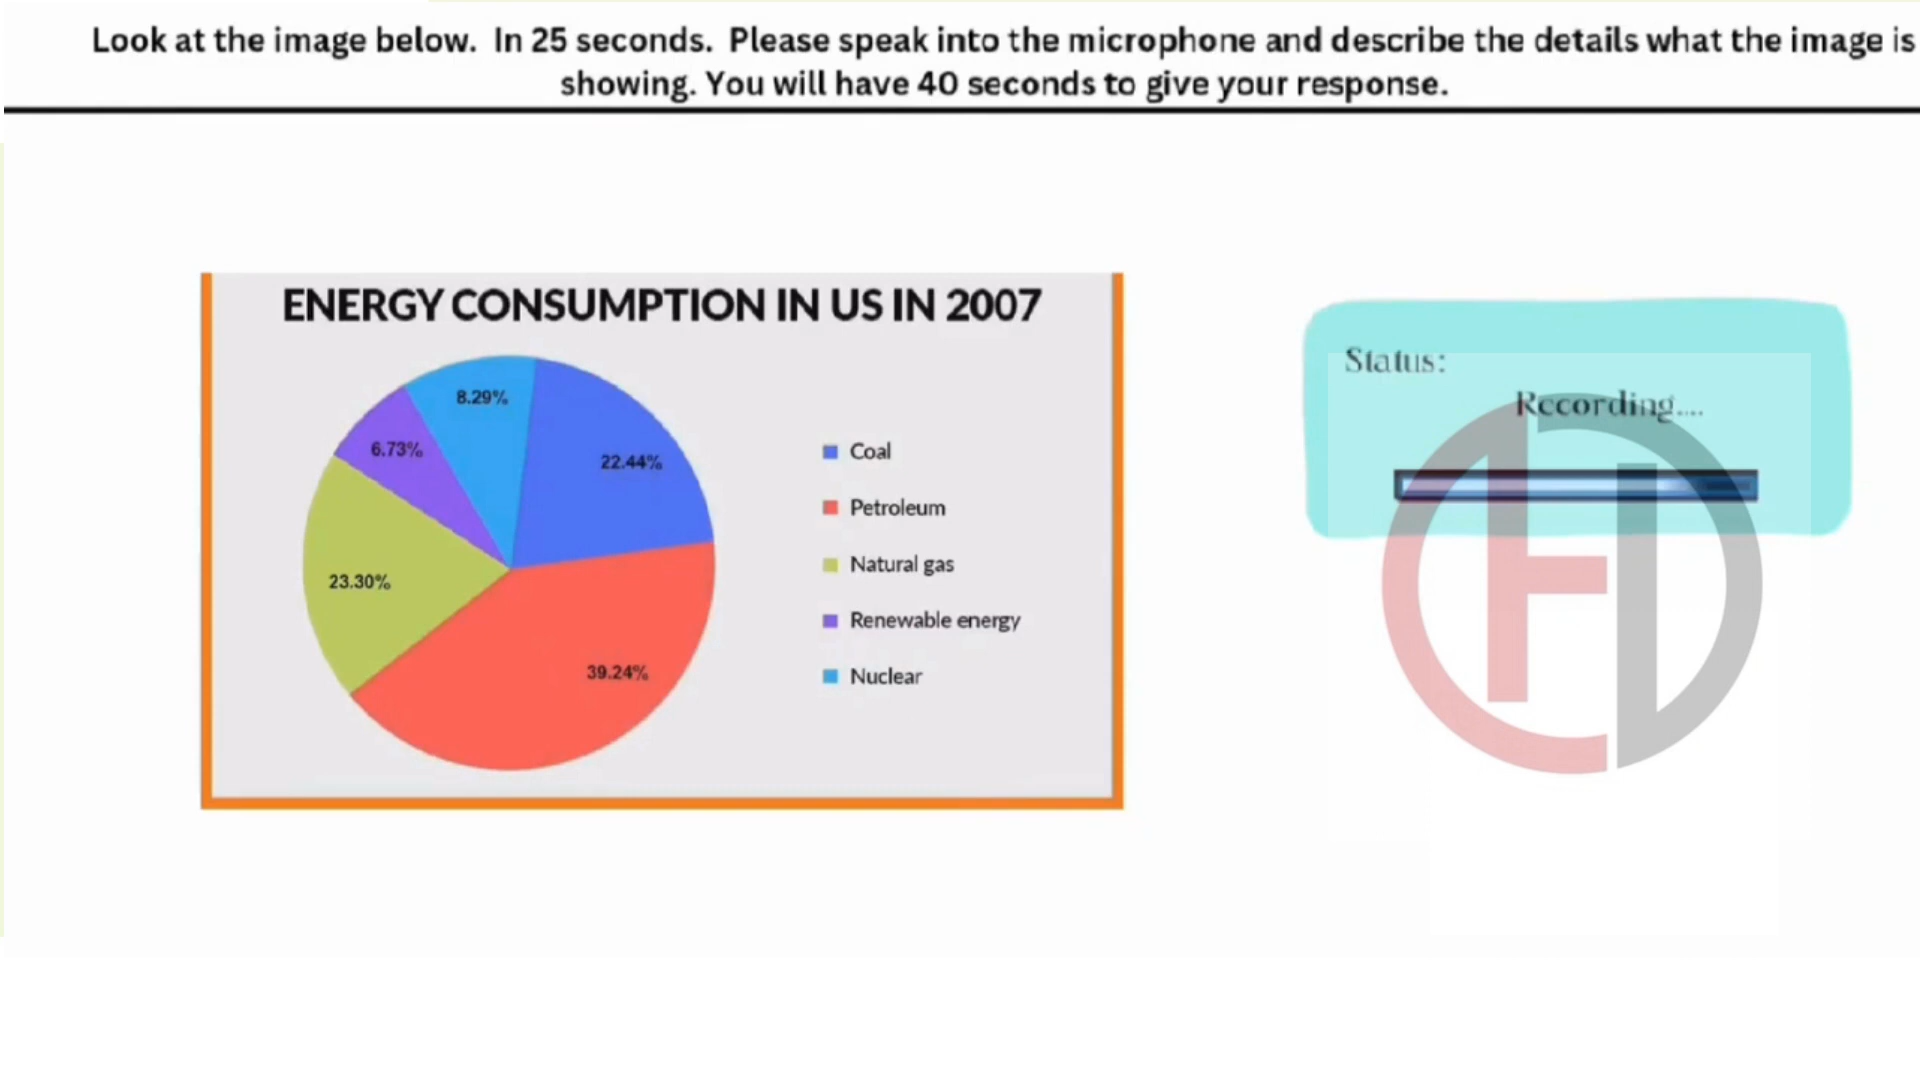 Look at the image below. In 25 seconds. Please speak into the microphone and describe the details what the image is
showing. You will have 40 seconds to give your response.
ENERGY CONSUMPTION IN US IN 2007
8.29%
22.44%
6.73%
23.30%
39.24%
Coal
Petroleum
Natural gas
Renewable energy
Nuclear
Status:
Recording....